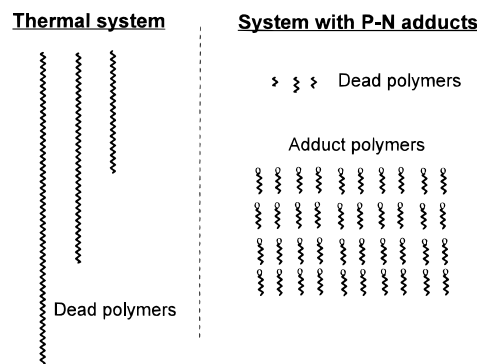 Thermal system
Dead polymers
System with P-N adducts
Dead polymers
Adduct polymers